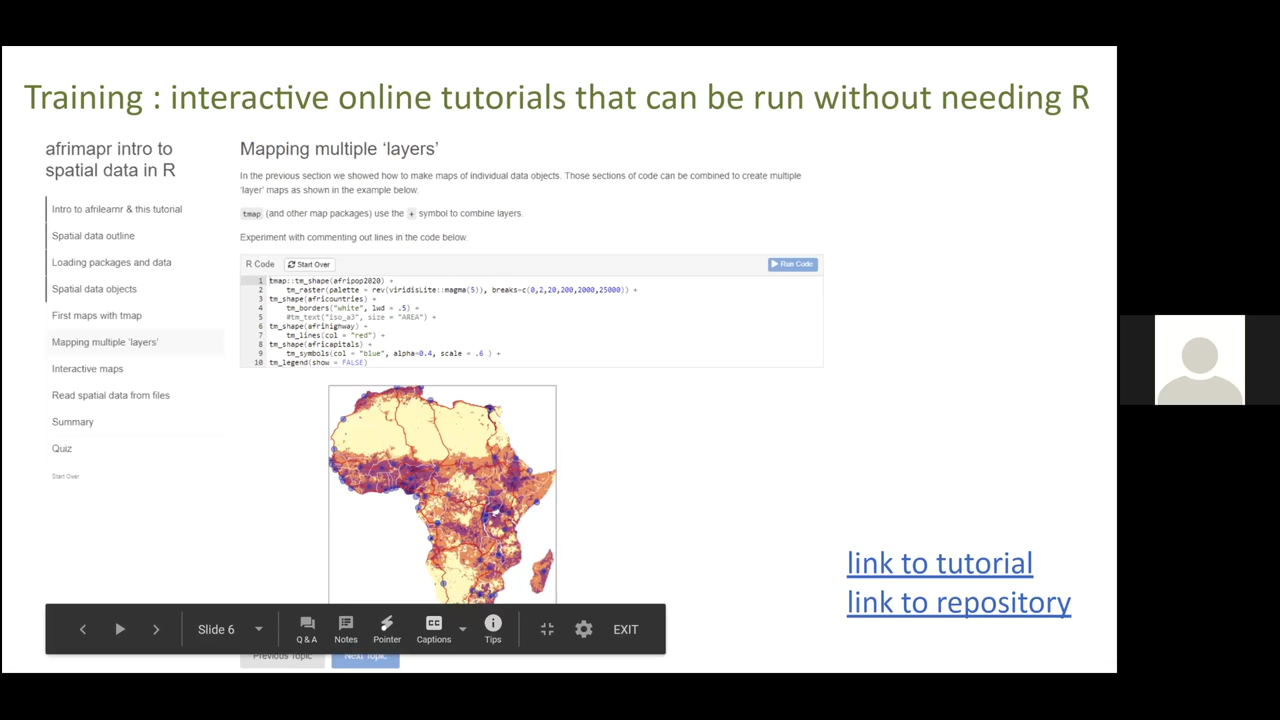 Training : interactive online tutorials that can be run without needing R
afrimapr intro to
spatial data in R
Intro to afrilearnr & this tutorial
Spatial data outline
Loading packages and data
Spatial data objects
First maps with tmap
Mapping multiple ‘layers’
Interactive maps
Read spatial data from files
Summary
Quiz
Start Over
Mapping multiple ‘layers’
In the previous section we showed how to make maps of individual data objects. Those sections of code can be combined to create multiple
‘layer’ maps as shown in the example below.
tmap (and other map packages) use the + symbol to combine layers.
Experiment with commenting out lines in the code below.
R Code Start Over Run Code
1 tmap::tm_shape(afripop2020) +
2 tm_raster(palette = rev(viridisLite::magma(5)), breaks=c(0,2,20,200,2000,25000)) +
3 tm_shape(africountries) +
4 tm_borders("white", lwd = .5) +
5 #tm_text("iso_a3", size = "AREA") +
6 tm_shape(afrihighway) +
7 tm_lines(col = "red") +
8 tm_shape(africapitals) +
9 tm_symbols(col = "blue", alpha=0.4, scale = .6 ) +
10 tm_legend(show = FALSE)
link to tutorial
link to repository
Slide 6
Q & A Notes Pointer Captions Tips
EXIT
Previous Topic Next Topic